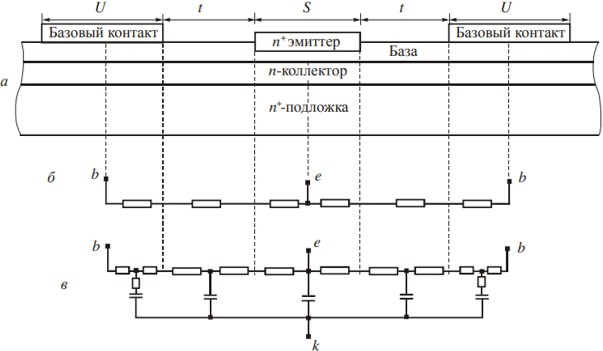 U t S t U
Базовый контакт n⁺эмиттер Базовый контакт
База
n-коллектор
а
n⁺-подложка
б b e b
b e b
в
k